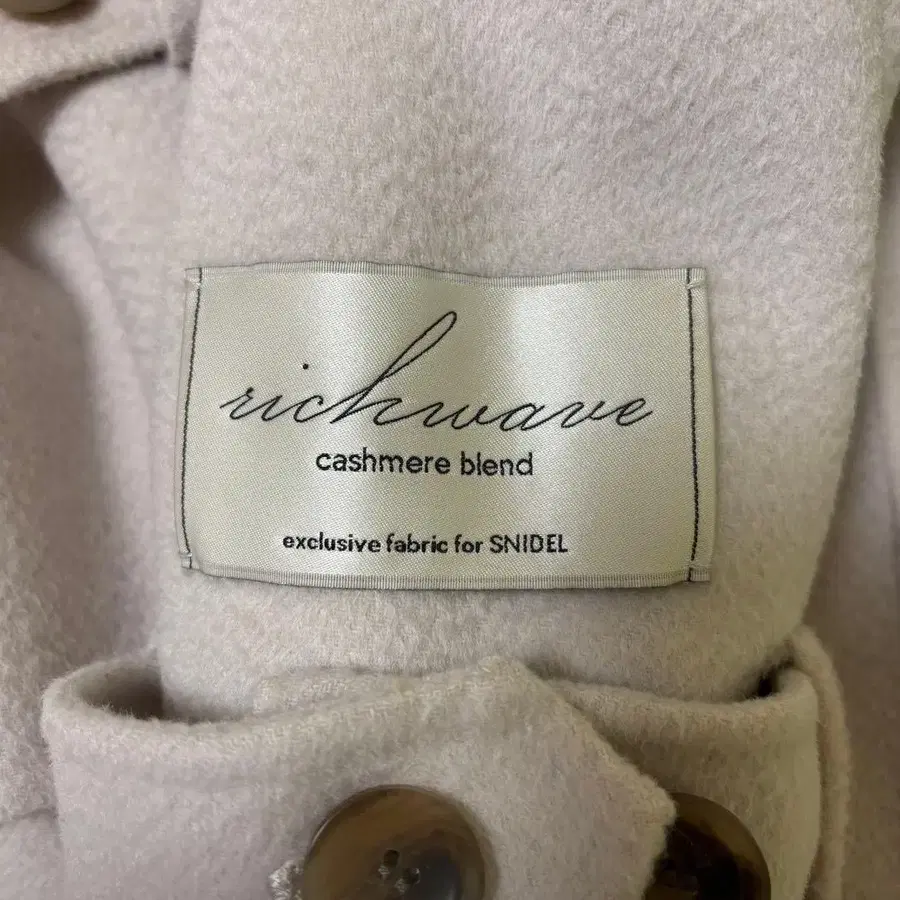 richwave
cashmere blend
exclusive fabric for SNIDEL